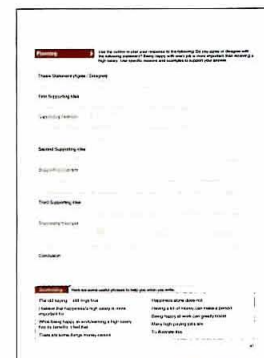 Planning
Use the outline to plan your response to the following: Do you agree or disagree with
the following statement? Being happy with one's job is more important than receiving a
high salary. Use specific reasons and examples to support your answer.
Thesis Statement (Agree / Disagree)
First Supporting Idea
Supporting
Second Supporting Idea
Supporting
Third Supporting Idea
Supporting
Conclusion
Here are some useful phrases to help you when you write.
The old saying still rings true
Happiness alone does not
I believe that happiness/a high salary is more
important for
Having a lot of money can make a person
Being happy at work can greatly
While being happy at work/earning a high salary
has its benefits, I feel that
Many high paying jobs are
There are some things money cannot
To illustrate this